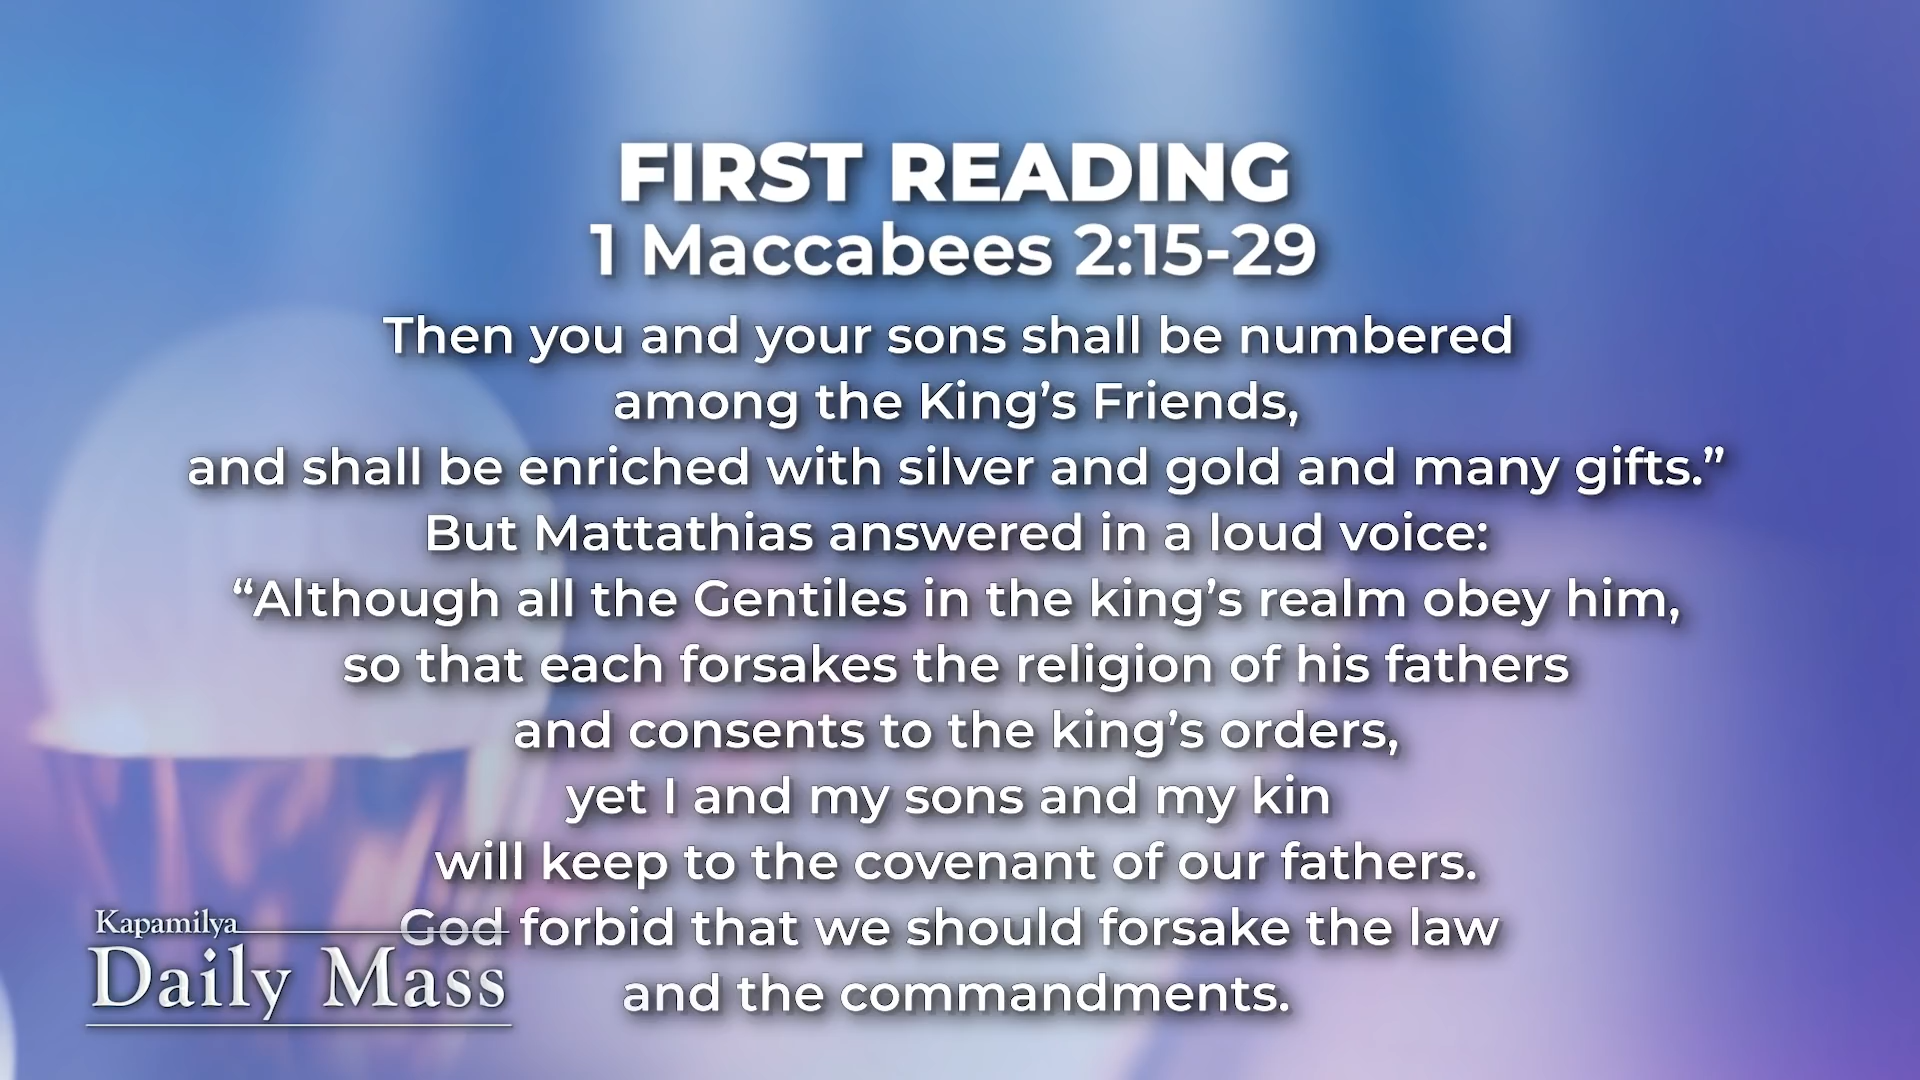 FIRST READING
1 Maccabees 2:15-29
Then you and your sons shall be numbered
among the King’s Friends,
and shall be enriched with silver and gold and many gifts.”
But Mattathias answered in a loud voice:
“Although all the Gentiles in the king’s realm obey him,
so that each forsakes the religion of his fathers
and consents to the king’s orders,
yet I and my sons and my kin
will keep to the covenant of our fathers.
God forbid that we should forsake the law
and the commandments.
Kapamilya
Daily Mass